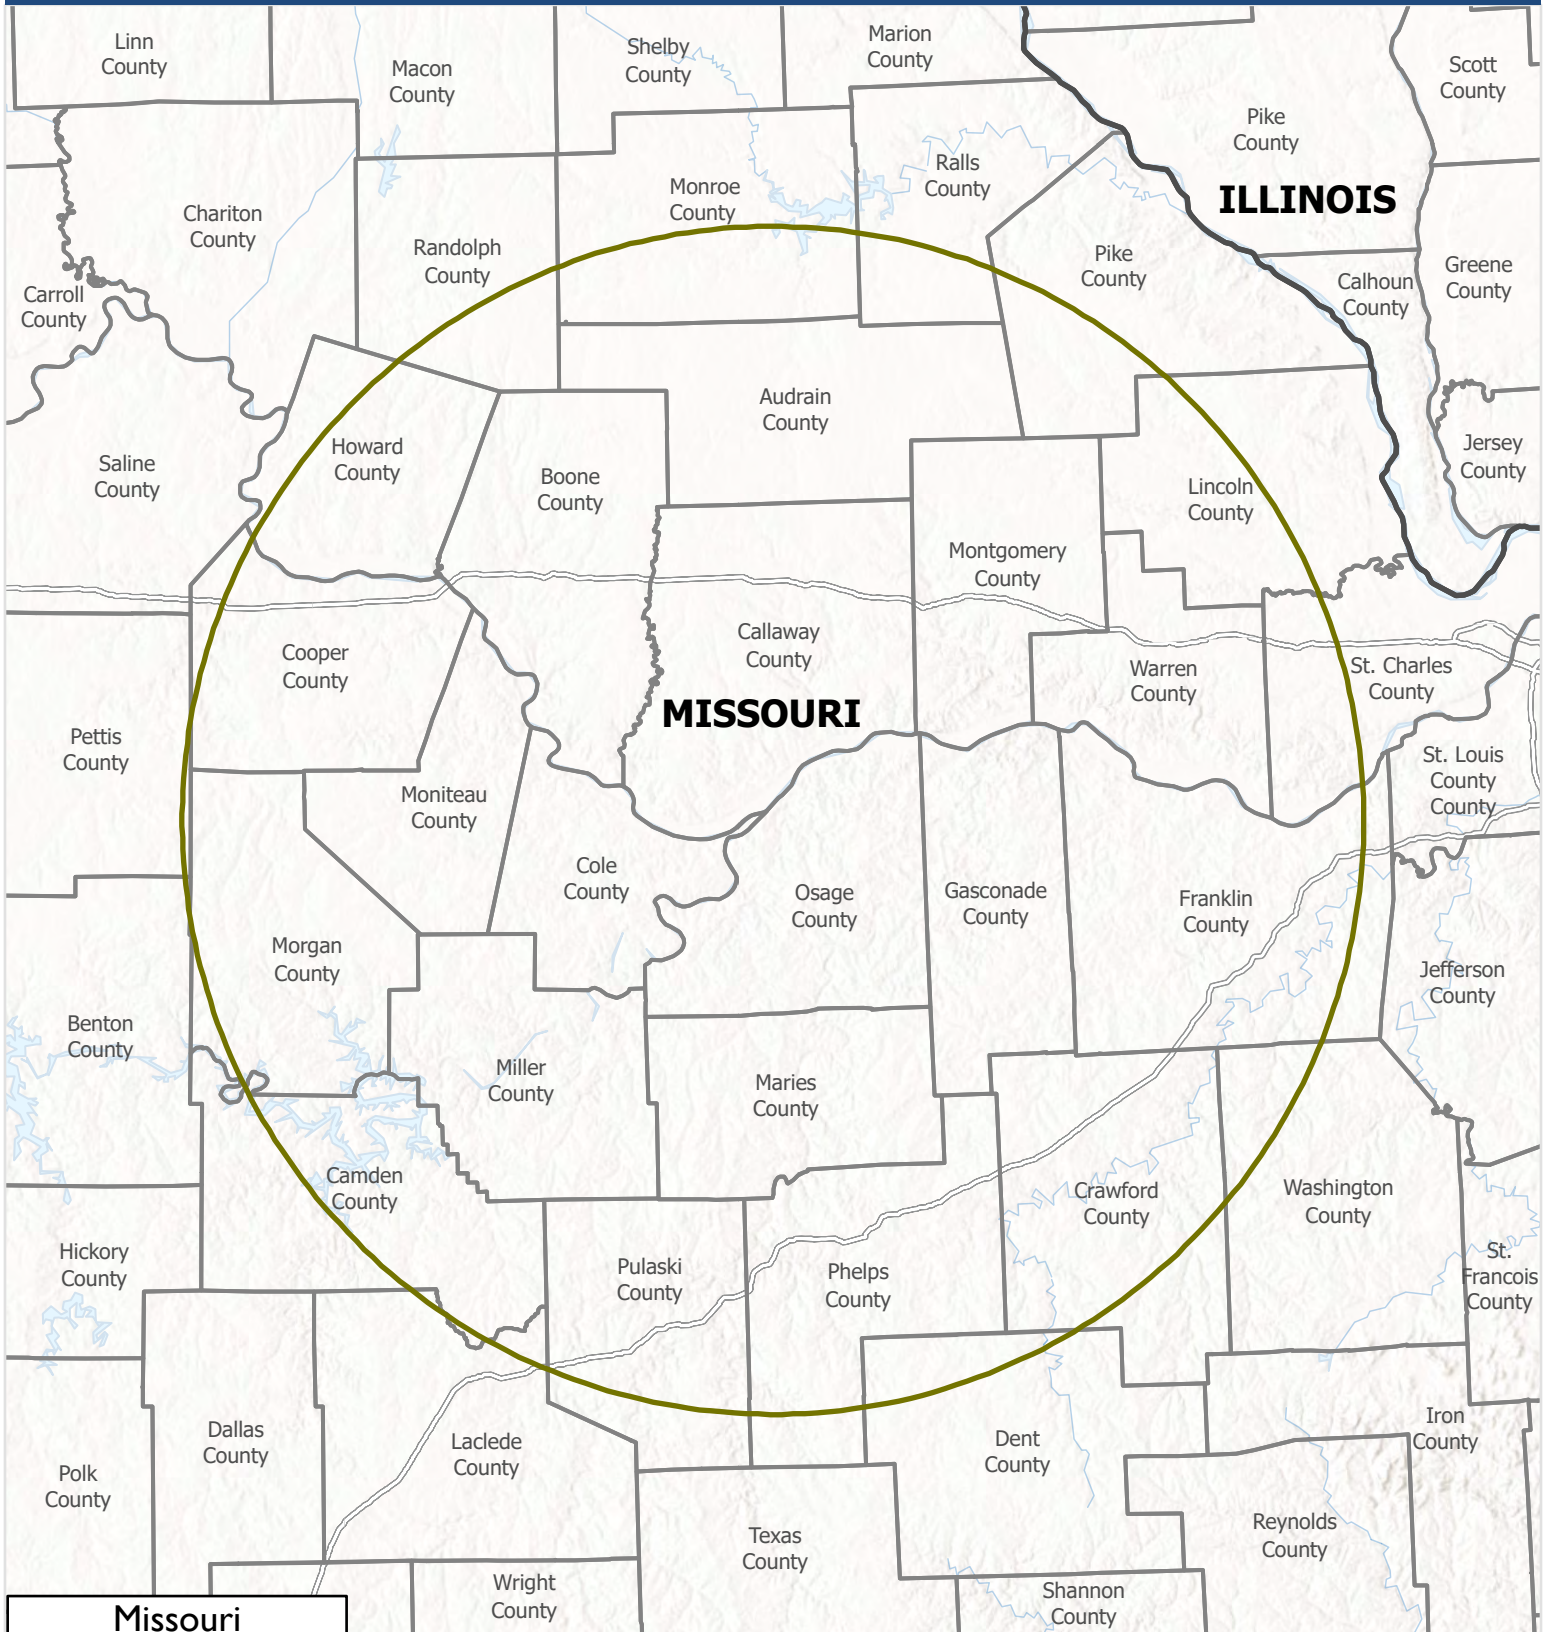 Linn
County
Macon
County
Shelby
County
Marion
County
Scott
County
Pike
County
ILLINOIS
Ralls
County
Monroe
County
Chariton
County
Randolph
County
Pike
County
Calhoun
County
Greene
County
Carroll
County
Audrain
County
Howard
County
Saline
County
Boone
County
Jersey
County
Lincoln
County
Montgomery
County
Callaway
County
Cooper
County
Warren
County
St. Charles
County
MISSOURI
Pettis
County
St. Louis
County
County
Moniteau
County
Cole
County
Osage
County
Gasconade
County
Franklin
County
Morgan
County
Jefferson
County
Benton
County
Miller
County
Maries
County
Camden
County
Crawford
County
Washington
County
Hickory
County
Pulaski
County
Phelps
County
St.
Francois
County
Dallas
County
Laclede
County
Dent
County
Iron
County
Polk
County
Texas
County
Reynolds
County
Wright
County
Shannon
County
Missouri